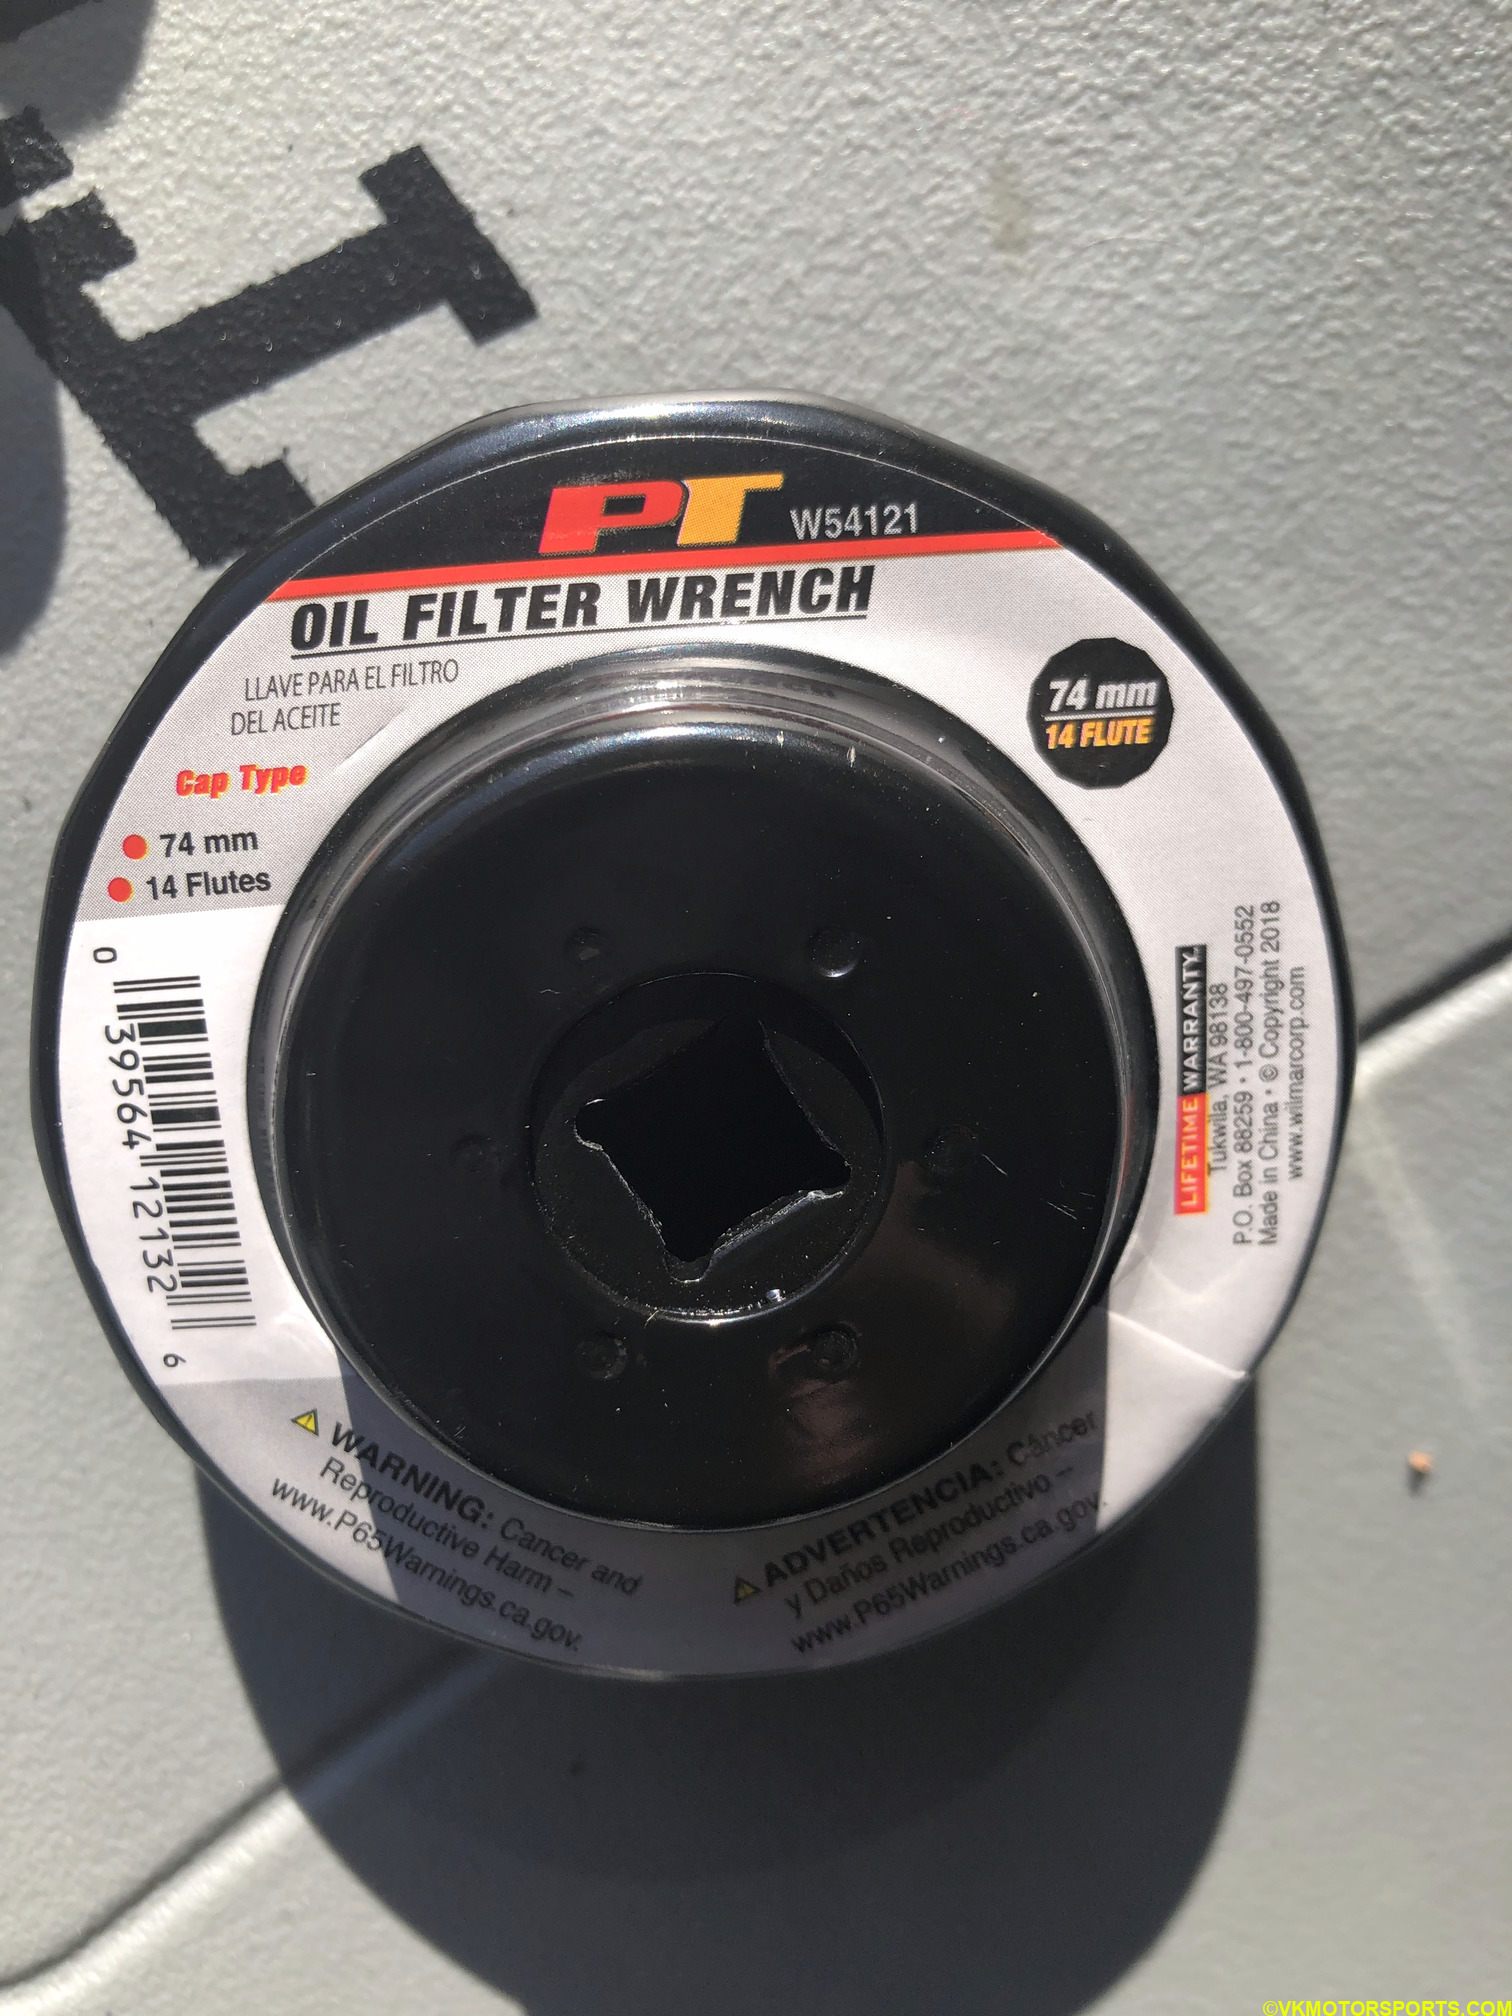 PT W54121
OIL FILTER WRENCH
LLAVE PARA EL FILTRO
DEL ACEITE
Cap Type
74 mm
14 Flutes
74 mm
14 FLUTE
0 39564 12132 6
LIFETIME WARRANTY
Tukwila, WA 98138
P.O. Box 88259 • 1-800-497-0552
Made in China • © Copyright 2018
www.wilmarcorp.com
WARNING: Cancer and
Reproductive Harm –
www.P65Warnings.ca.gov.
ADVERTENCIA: Cáncer
y Daños Reproductivo –
www.P65Warnings.ca.gov.
©VKMOTORSPORTS.COM